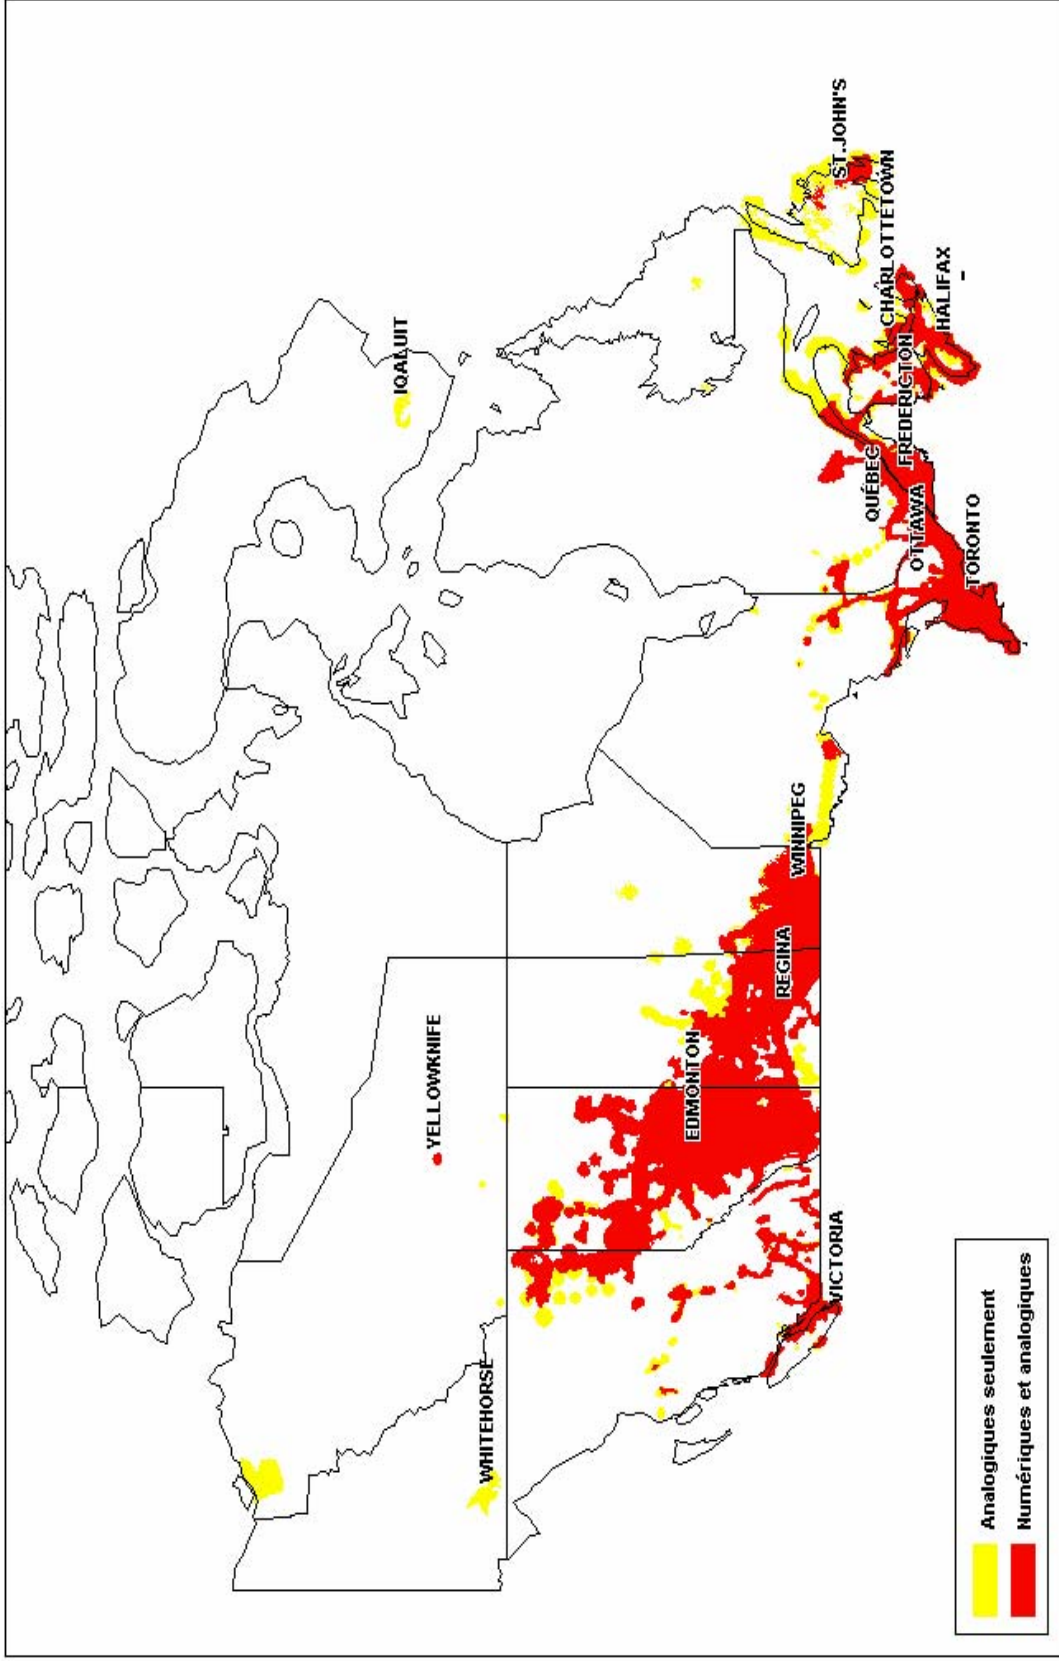 WHITEHORSE
YELLOWKNIFE
IQALUIT
VICTORIA
EDMONTON
REGINA
WINNIPEG
TORONTO
OTTAWA
QUÉBEC
FREDERICTON
CHARLOTTETOWN
HALIFAX
ST.JOHN'S
Analogiques seulement
Numériques et analogiques